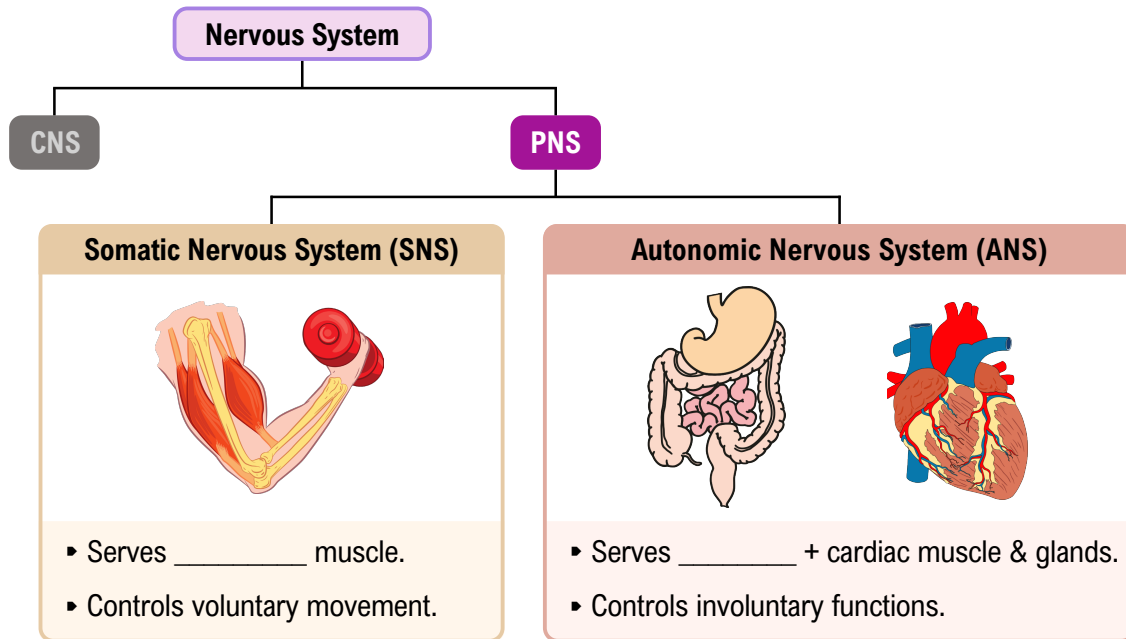 Nervous System
CNS
PNS
Somatic Nervous System (SNS)
‣ Serves _________ muscle.
‣ Controls voluntary movement.
Autonomic Nervous System (ANS)
‣ Serves ________ + cardiac muscle & glands.
‣ Controls involuntary functions.